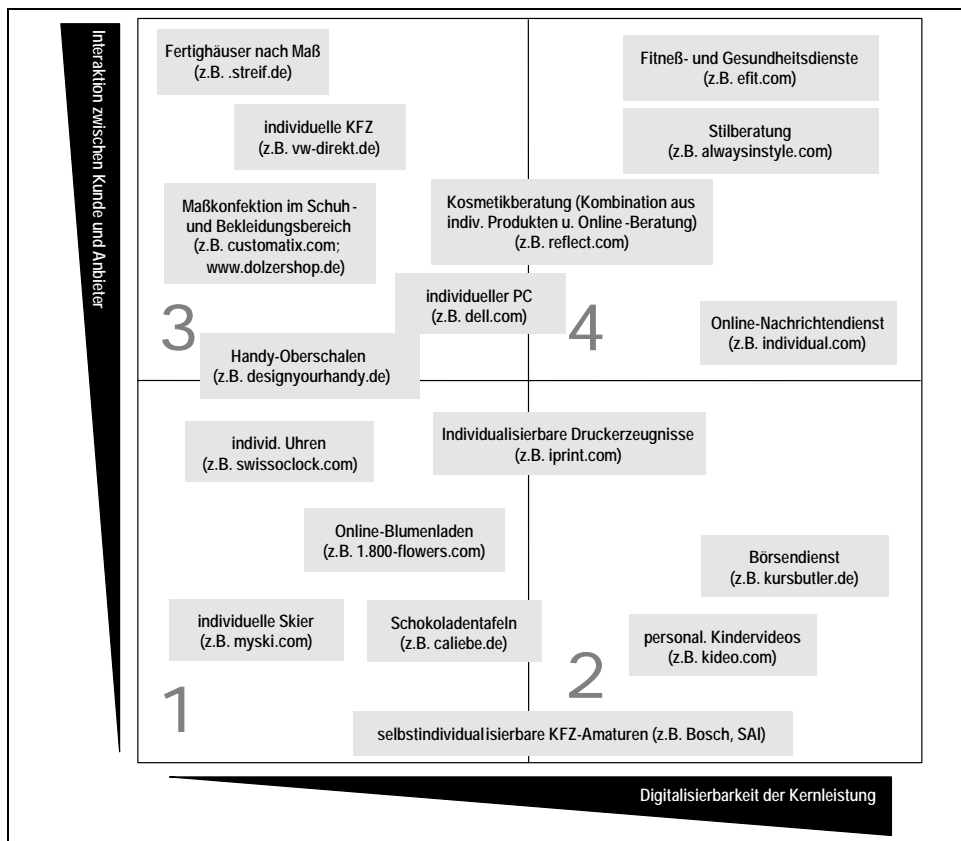 Interaktion zwischen Kunde und Anbieter
Fertighäuser nach Maß
(z.B. .streif.de)
Fitneß- und Gesundheitsdienste
(z.B. efit.com)
individuelle KFZ
(z.B. vw-direkt.de)
Stilberatung
(z.B. alwaysinstyle.com)
Maßkonfektion im Schuh-
und Bekleidungsbereich
(z.B. customatix.com;
www.dolzershop.de)
Kosmetikberatung (Kombination aus
indiv. Produkten u. Online-Beratung)
(z.B. reflect.com)
individueller PC
(z.B. dell.com)
3
4
Online-Nachrichtendienst
(z.B. individual.com)
Handy-Oberschalen
(z.B. designyourhandy.de)
individ. Uhren
(z.B. swissoclock.com)
Individualisierbare Druckerzeugnisse
(z.B. iprint.com)
Online-Blumenladen
(z.B. 1.800-flowers.com)
Börsendienst
(z.B. kursbutler.de)
individuelle Skier
(z.B. myski.com)
Schokoladentafeln
(z.B. caliebe.de)
personal. Kindervideos
(z.B. kideo.com)
1
2
selbstindividualisierbare KFZ-Amaturen (z.B. Bosch, SAI)
Digitalisierbarkeit der Kernleistung